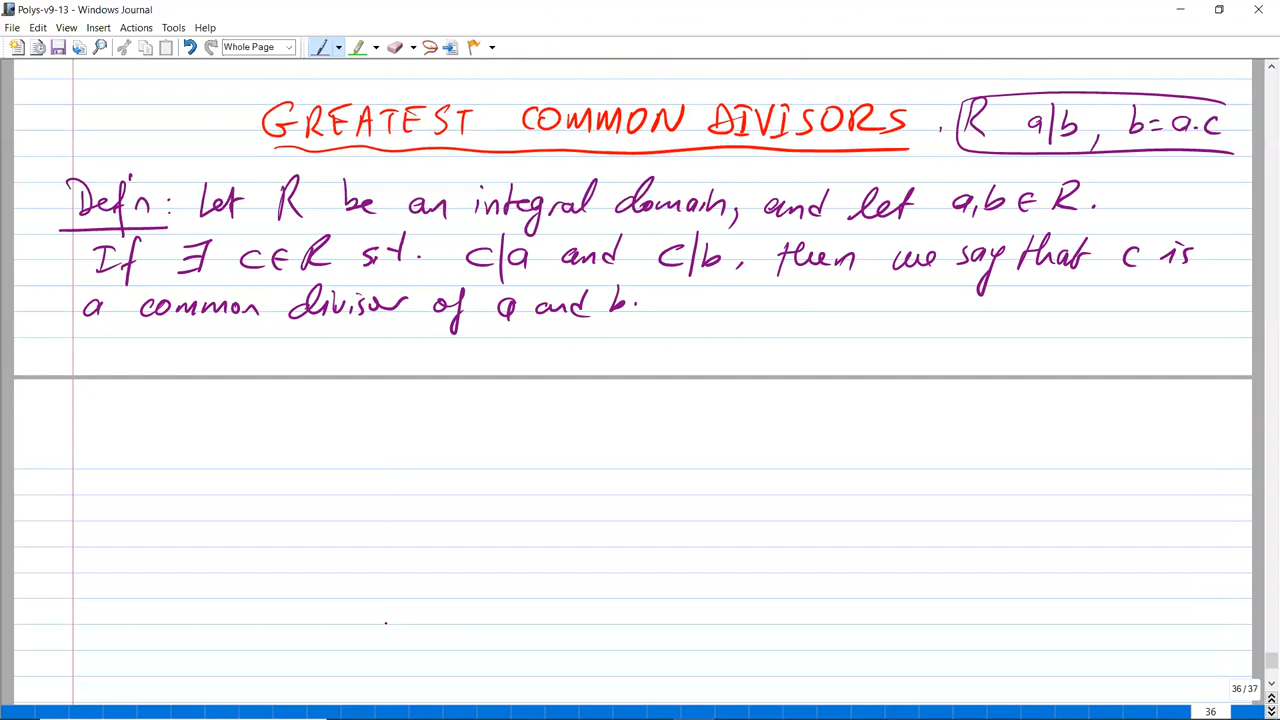 Polys-v9-13 - Windows Journal
File Edit View Insert Actions Tools Help
Whole Page
GREATEST COMMON DIVISORS . R a|b , b=a.c
Def'n : Let R be an integral domain, and let a,b ∈ R.
If ∃ c∈R s.t. c|a and c|b, then we say that c is
a common divisor of a and b.
36/37
36